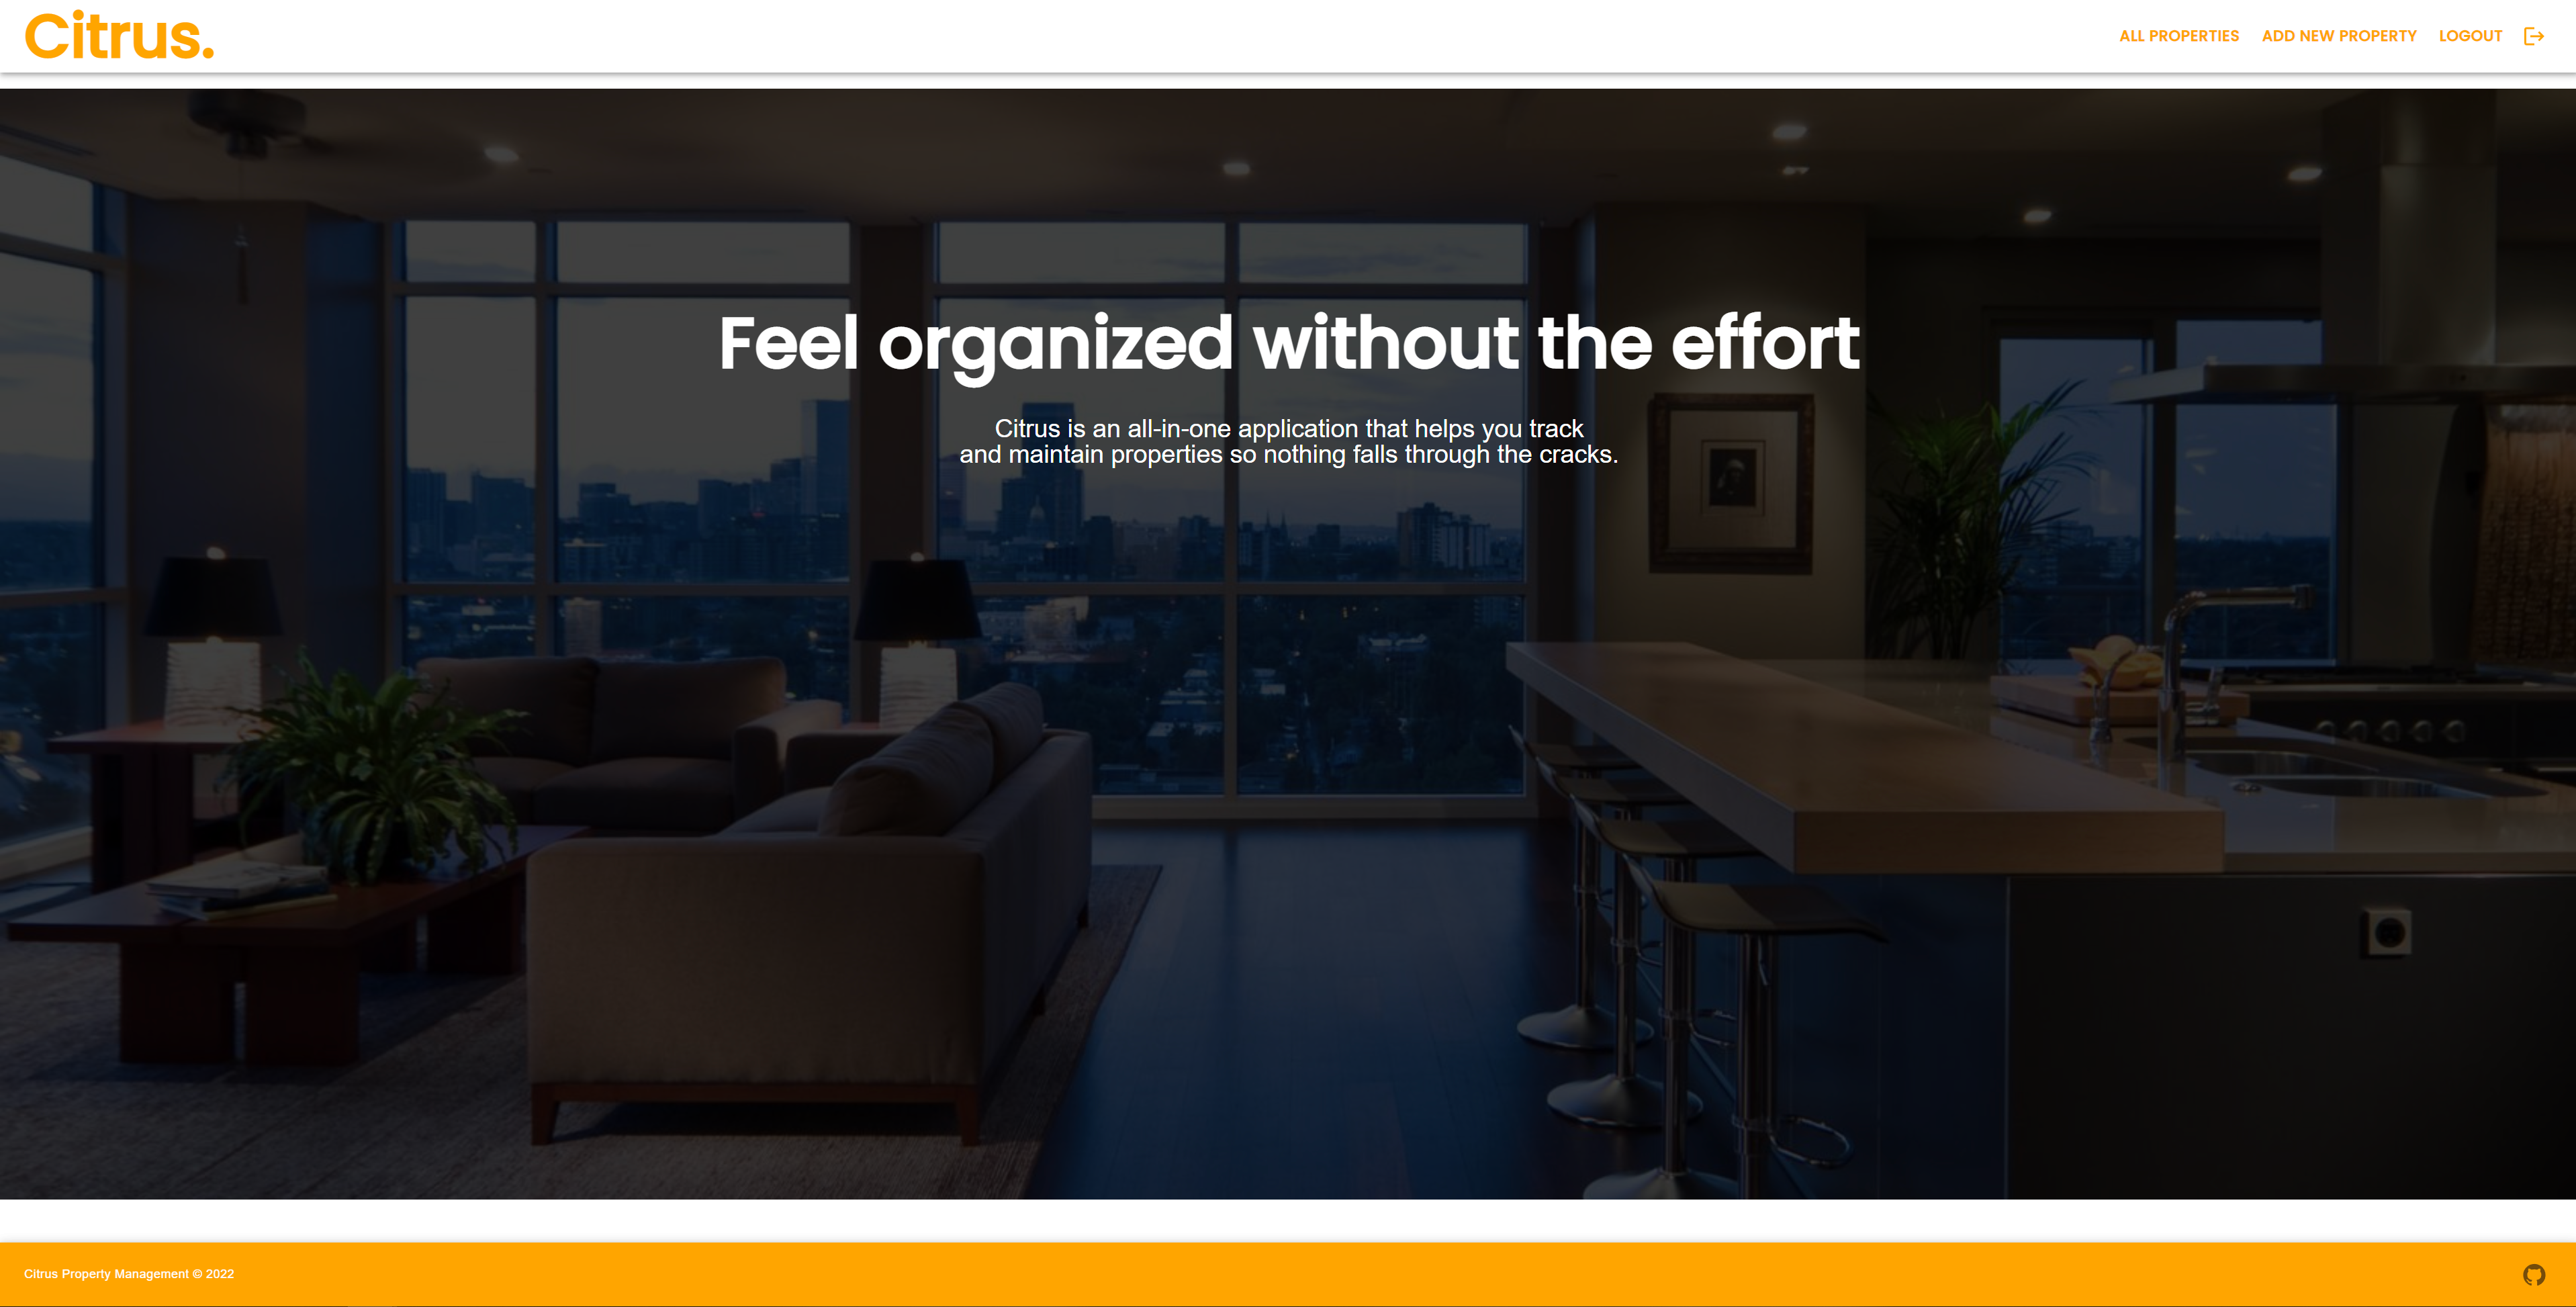 Citrus.
ALL PROPERTIES ADD NEW PROPERTY LOGOUT
Feel organized without the effort
Citrus is an all-in-one application that helps you track
and maintain properties so nothing falls through the cracks.
Citrus Property Management © 2022